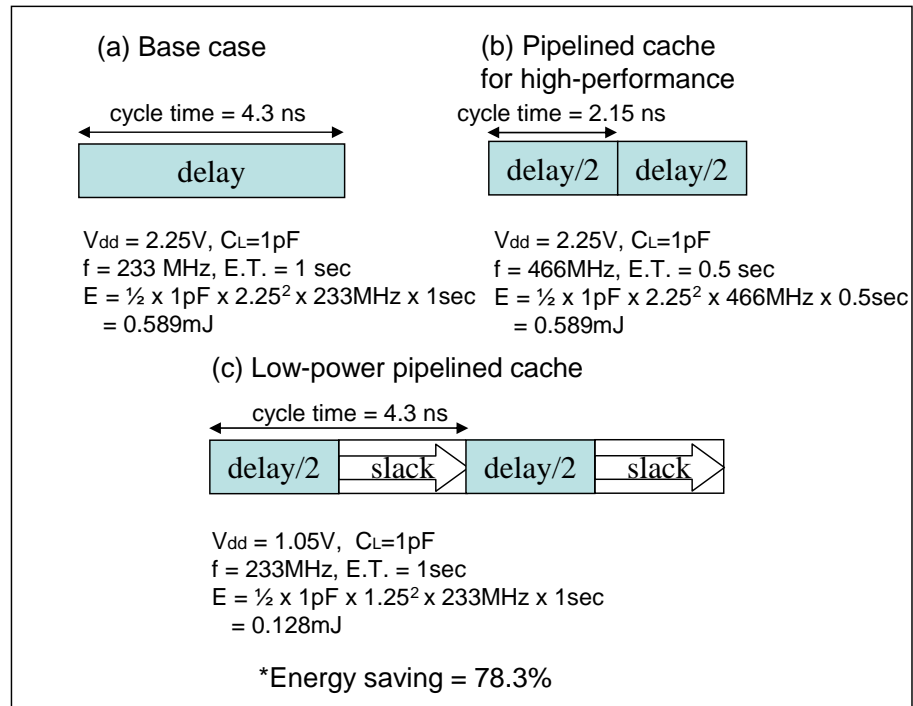 (a) Base case
cycle time = 4.3 ns
delay
Vdd = 2.25V, CL=1pF
f = 233 MHz, E.T. = 1 sec
E = ½ x 1pF x 2.25² x 233MHz x 1sec
= 0.589mJ
(b) Pipelined cache
for high-performance
cycle time = 2.15 ns
delay/2 delay/2
Vdd = 2.25V, CL=1pF
f = 466MHz, E.T. = 0.5 sec
E = ½ x 1pF x 2.25² x 466MHz x 0.5sec
= 0.589mJ
(c) Low-power pipelined cache
cycle time = 4.3 ns
delay/2 slack delay/2 slack
Vdd = 1.05V, CL=1pF
f = 233MHz, E.T. = 1sec
E = ½ x 1pF x 1.25² x 233MHz x 1sec
= 0.128mJ
*Energy saving = 78.3%